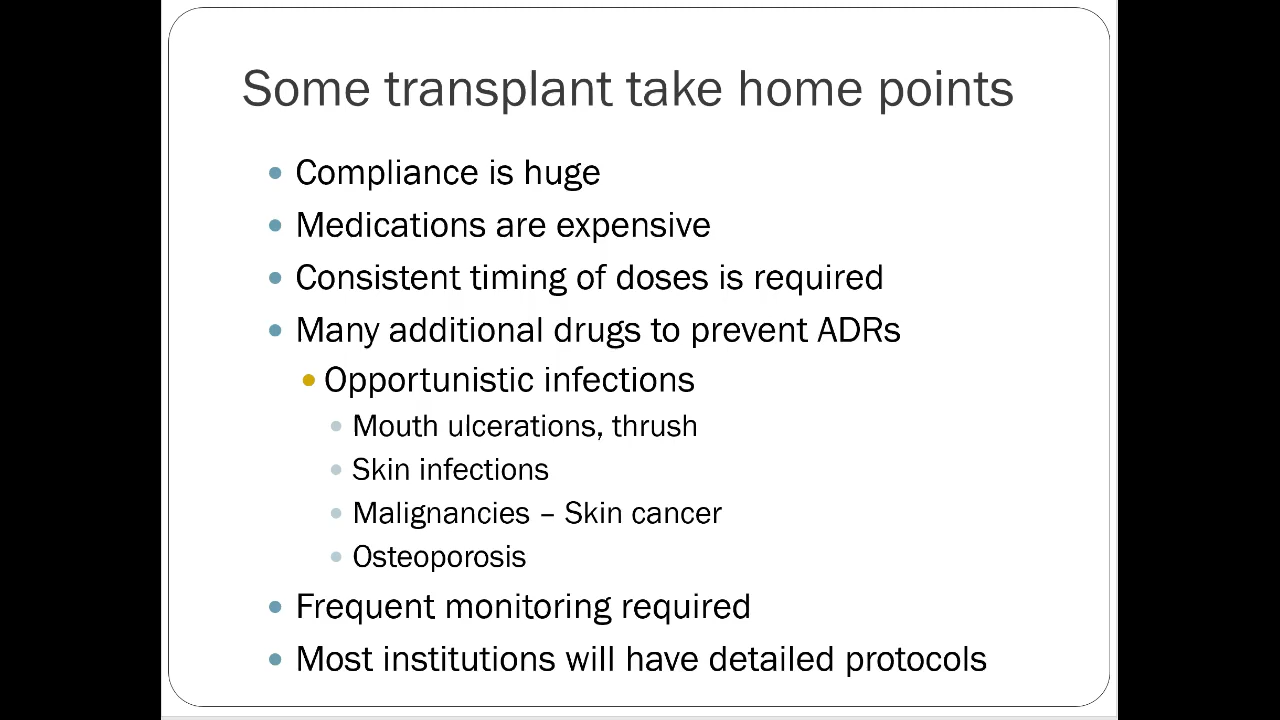 Some transplant take home points
Compliance is huge
Medications are expensive
Consistent timing of doses is required
Many additional drugs to prevent ADRs
Opportunistic infections
Mouth ulcerations, thrush
Skin infections
Malignancies – Skin cancer
Osteoporosis
Frequent monitoring required
Most institutions will have detailed protocols